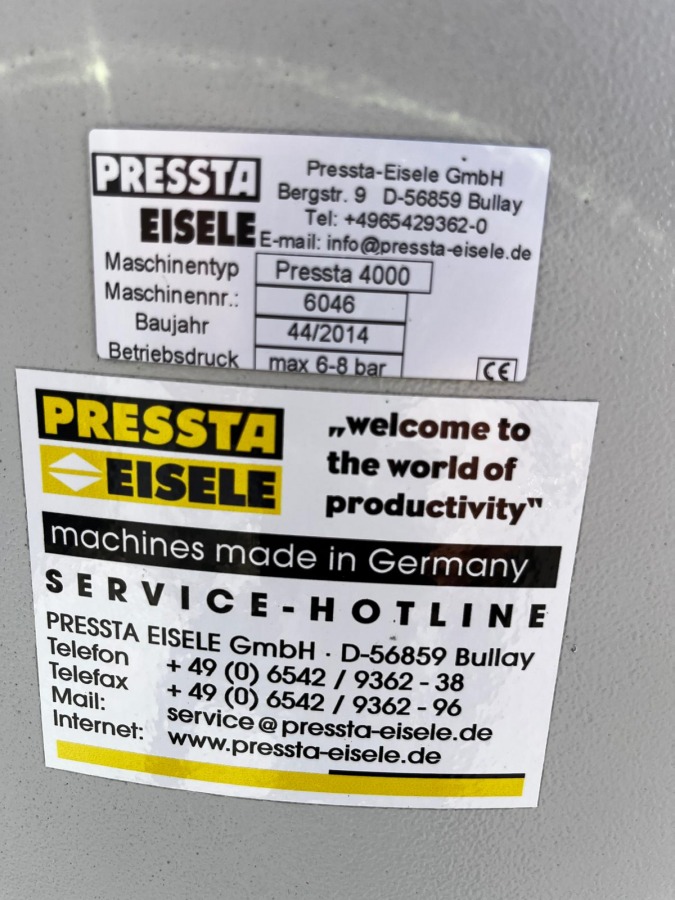 PRESSTA
EISELE
Pressta-Eisele GmbH
Bergstr. 9 D-56859 Bullay
Tel: +4965429362-0
E-mail: info@pressta-eisele.de
Maschinentyp Pressta 4000
Maschinennr.: 6046
Baujahr 44/2014
Betriebsdruck max 6-8 bar
CE
PRESSTA
EISELE
„welcome to
the world of
productivity“
machines made in Germany
SERVICE-HOTLINE
PRESSTA EISELE GmbH · D-56859 Bullay
Telefon + 49 (0) 6542 / 9362 - 38
Telefax + 49 (0) 6542 / 9362 - 96
Mail: service@pressta-eisele.de
Internet: www.pressta-eisele.de